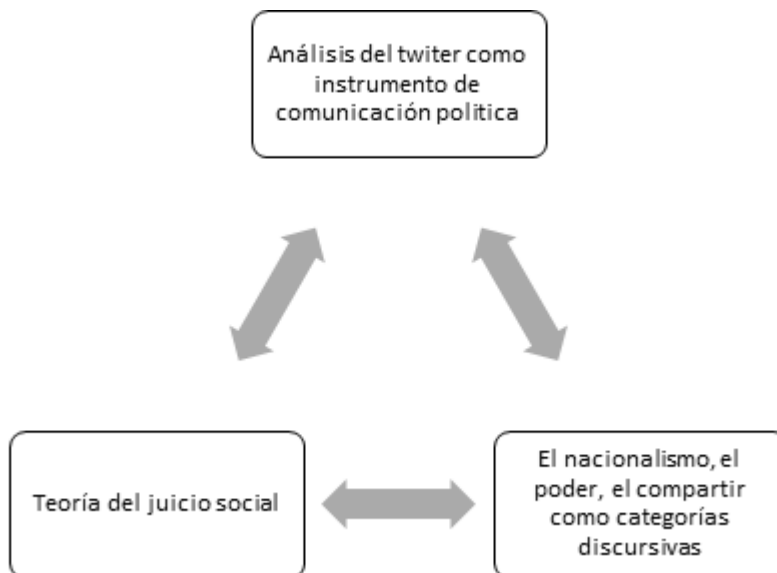 Análisis del twiter como
instrumento de
comunicación politica
Teoría del juicio social
El nacionalismo, el
poder, el compartir
como categorías
discursivas